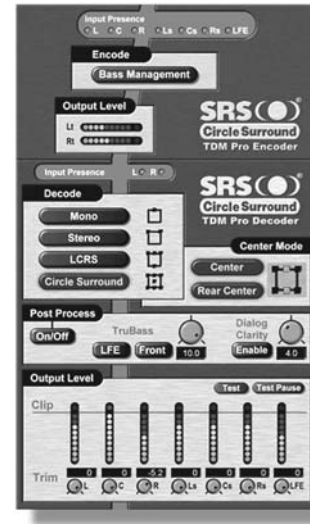 Input Presence
L C R Ls Cs Rs LFE
Encode
Bass Management
Output Level
Lt
Rt
SRS
Circle Surround
TDM Pro Encoder
Input Presence L R
SRS
Circle Surround
TDM Pro Decoder
Decode
Mono
Stereo
LCRS
Circle Surround
Center Mode
Center
Rear Center
Post Process
On/Off
TruBass
LFE Front 10.0
Dialog
Clarity
Enable 4.0
Output Level
Test Test Pause
Clip
Trim
0 0 -5.2 0 0 0 0
L C R Ls Cs Rs LFE